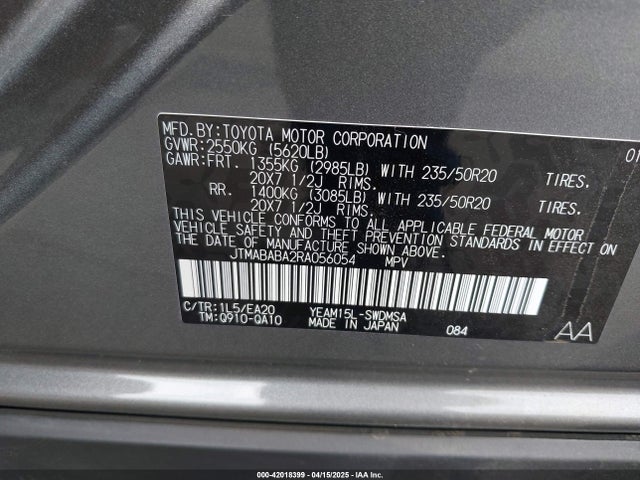 MFD.BY:TOYOTA MOTOR CORPORATION 01
GVWR:2550KG (5620LB)
GAWR:FRT. 1355KG (2985LB) WITH 235/50R20 TIRES.
20X7 1/2J RIMS.
RR. 1400KG (3085LB) WITH 235/50R20 TIRES.
20X7 1/2J RIMS.
THIS VEHICLE CONFORMS TO ALL APPLICABLE FEDERAL MOTOR
VEHICLE SAFETY STANDARDS IN EFFECT ON
THE DATE OF MANUFACTURE SHOWN ABOVE.
JTMABABA2RA056054 MPV
C/TR:1L5/EA20 YEAM15L-SWDMSA
TM:Q910-QA10 MADE IN JAPAN 084 AA
000-42018399 - 04/15/2025 - IAA Inc.